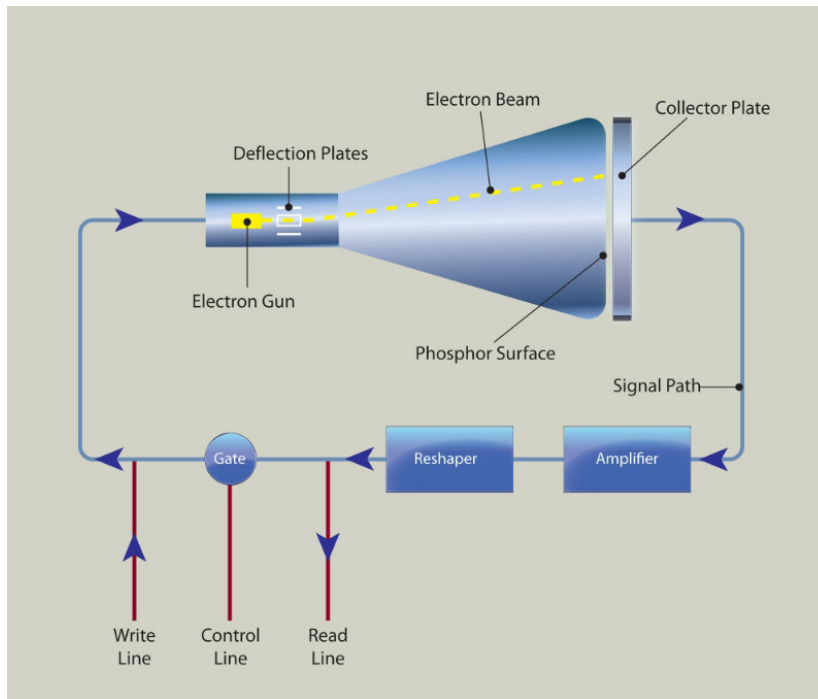 Electron Beam
Collector Plate
Deflection Plates
Electron Gun
Phosphor Surface
Signal Path
Gate
Reshaper
Amplifier
Write
Line
Control
Line
Read
Line